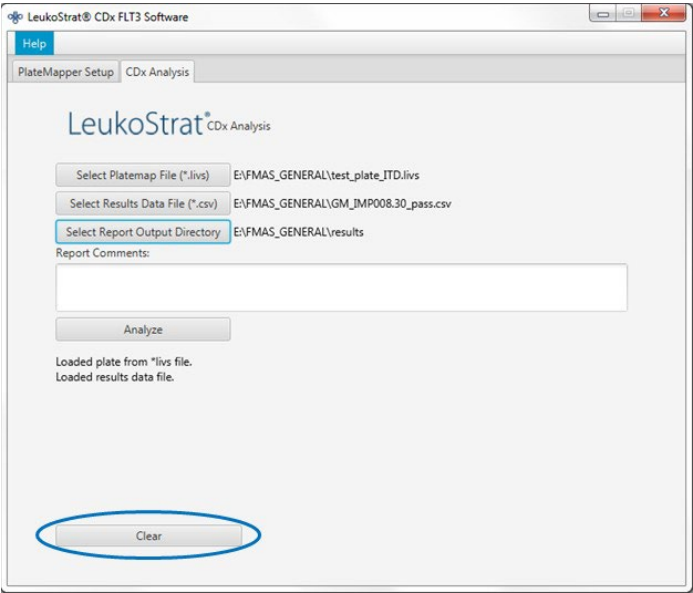 LeukoStrat® CDx FLT3 Software
Help
PlateMapper Setup CDx Analysis
LeukoStrat® CDx Analysis
Select Platemap File (*.livs) E:\FMAS_GENERAL\test_plate_ITD.livs
Select Results Data File (*.csv) E:\FMAS_GENERAL\GM_IMP008.30_pass.csv
Select Report Output Directory E:\FMAS_GENERAL\results
Report Comments:
Analyze
Loaded plate from *livs file.
Loaded results data file.
Clear